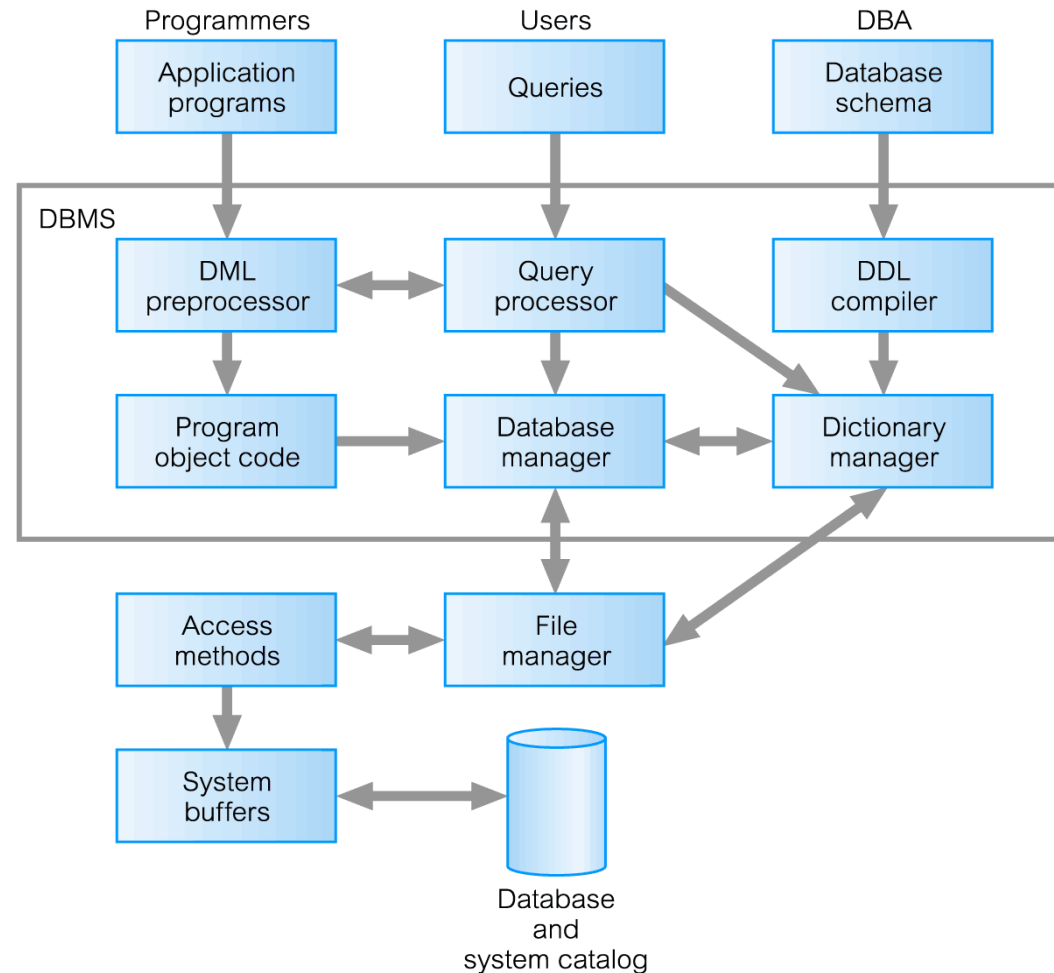 Programmers
Users
DBA
Application
programs
Queries
Database
schema
DBMS
DML
preprocessor
Query
processor
DDL
compiler
Program
object code
Database
manager
Dictionary
manager
Access
methods
File
manager
System
buffers
Database
and
system catalog